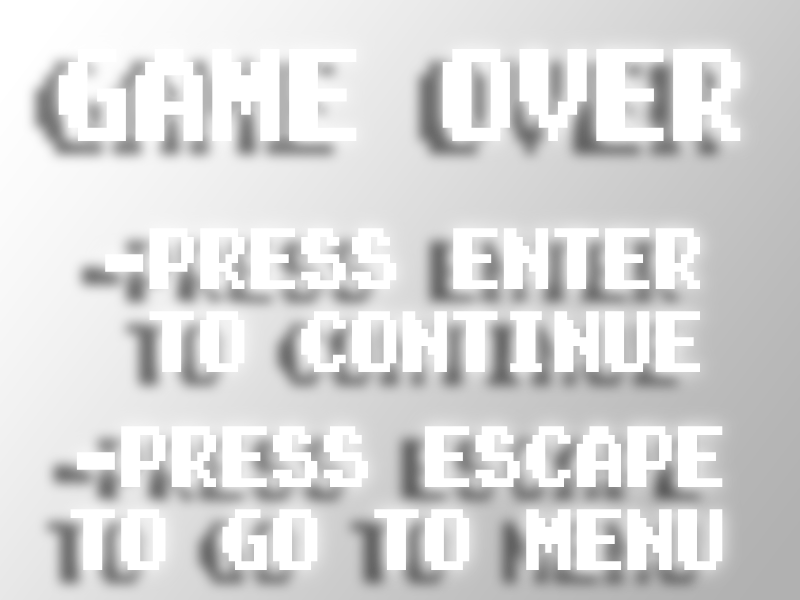 GAME OVER
-PRESS ENTER
TO CONTINUE
-PRESS ESCAPE
TO GO TO MENU